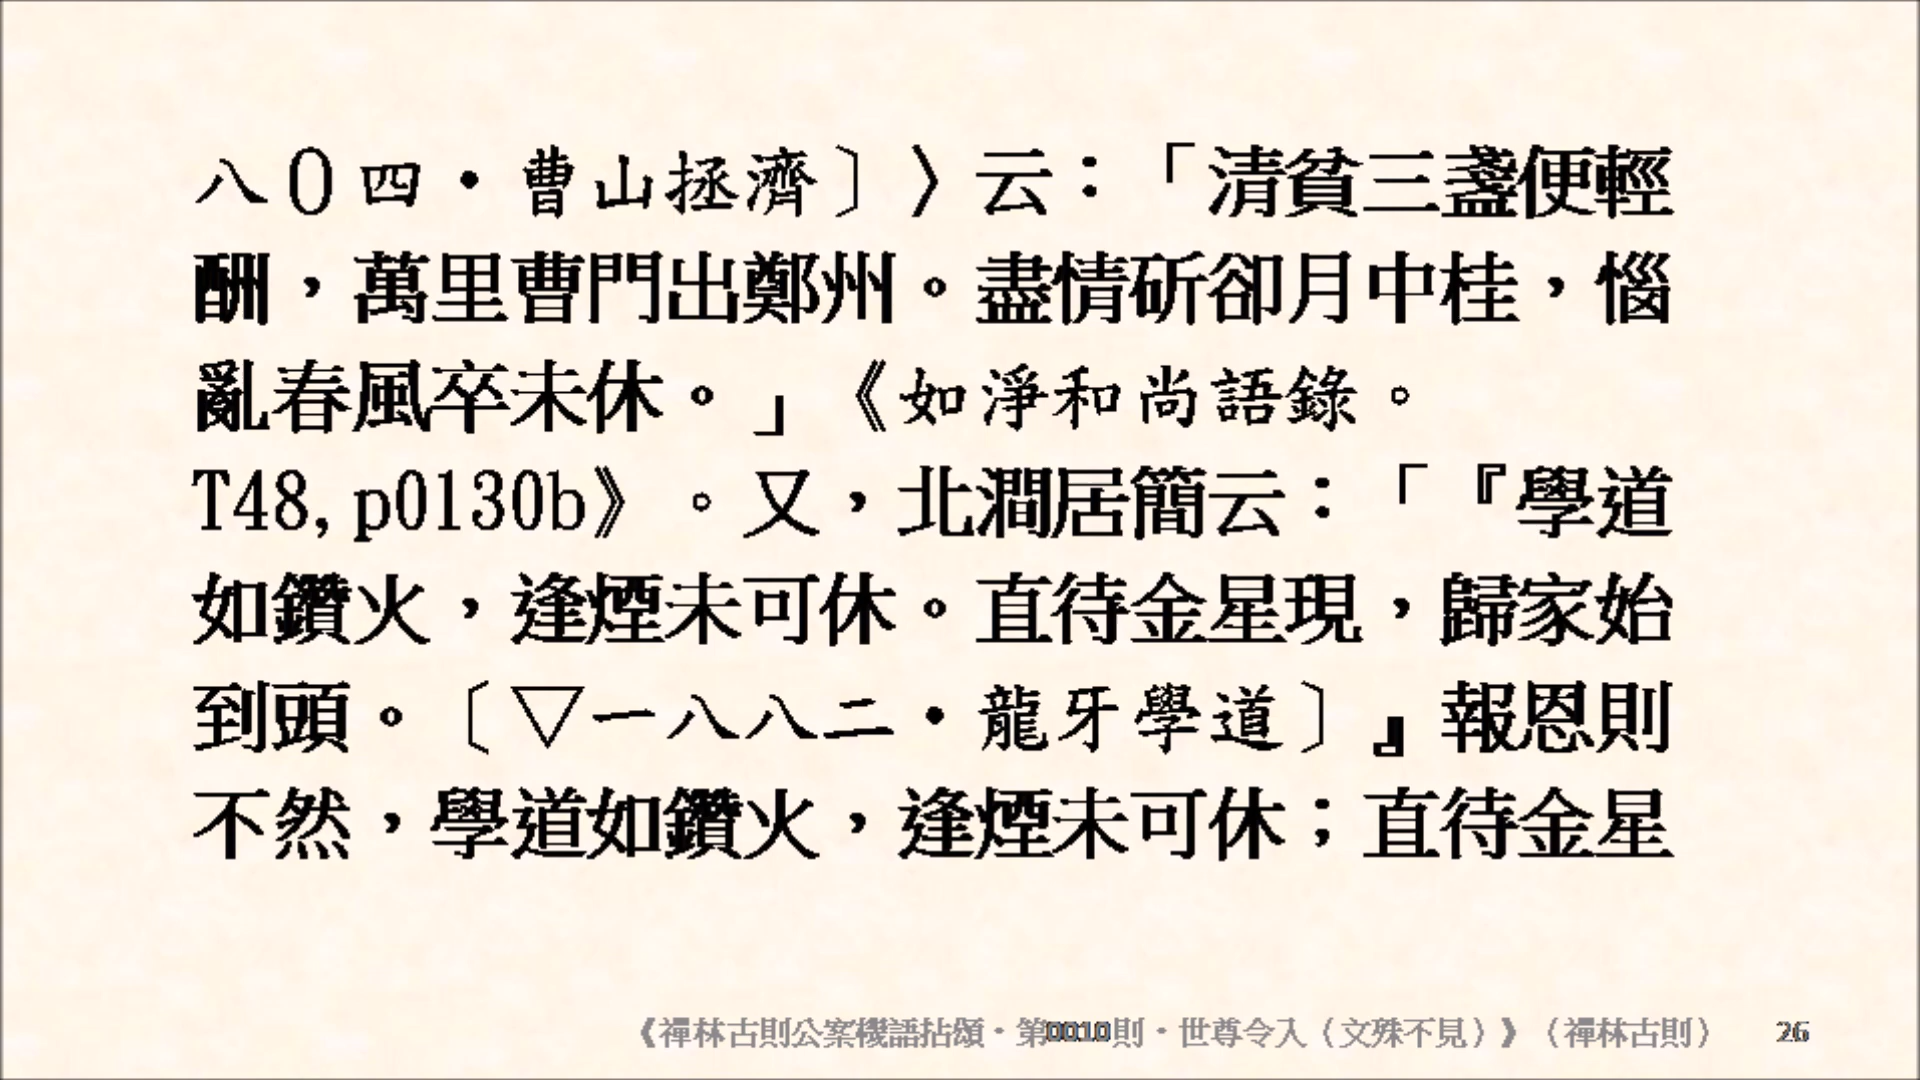 八０四・曹山拯濟〕〉云：「清貧三盞便輕
酬，萬里曹門出鄭州。盡情斫卻月中桂，惱
亂春風卒未休。」《如淨和尚語錄。
T48,p0130b》。又，北澗居簡云：「『學道
如鑽火，逢煙未可休。直待金星現，歸家始
到頭。〔▽一八八二・龍牙學道〕』報恩則
不然，學道如鑽火，逢煙未可休；直待金星
《禪林古則公案機語拈頌・第0010則・世尊令入（文殊不見）》（禪林古則） 26